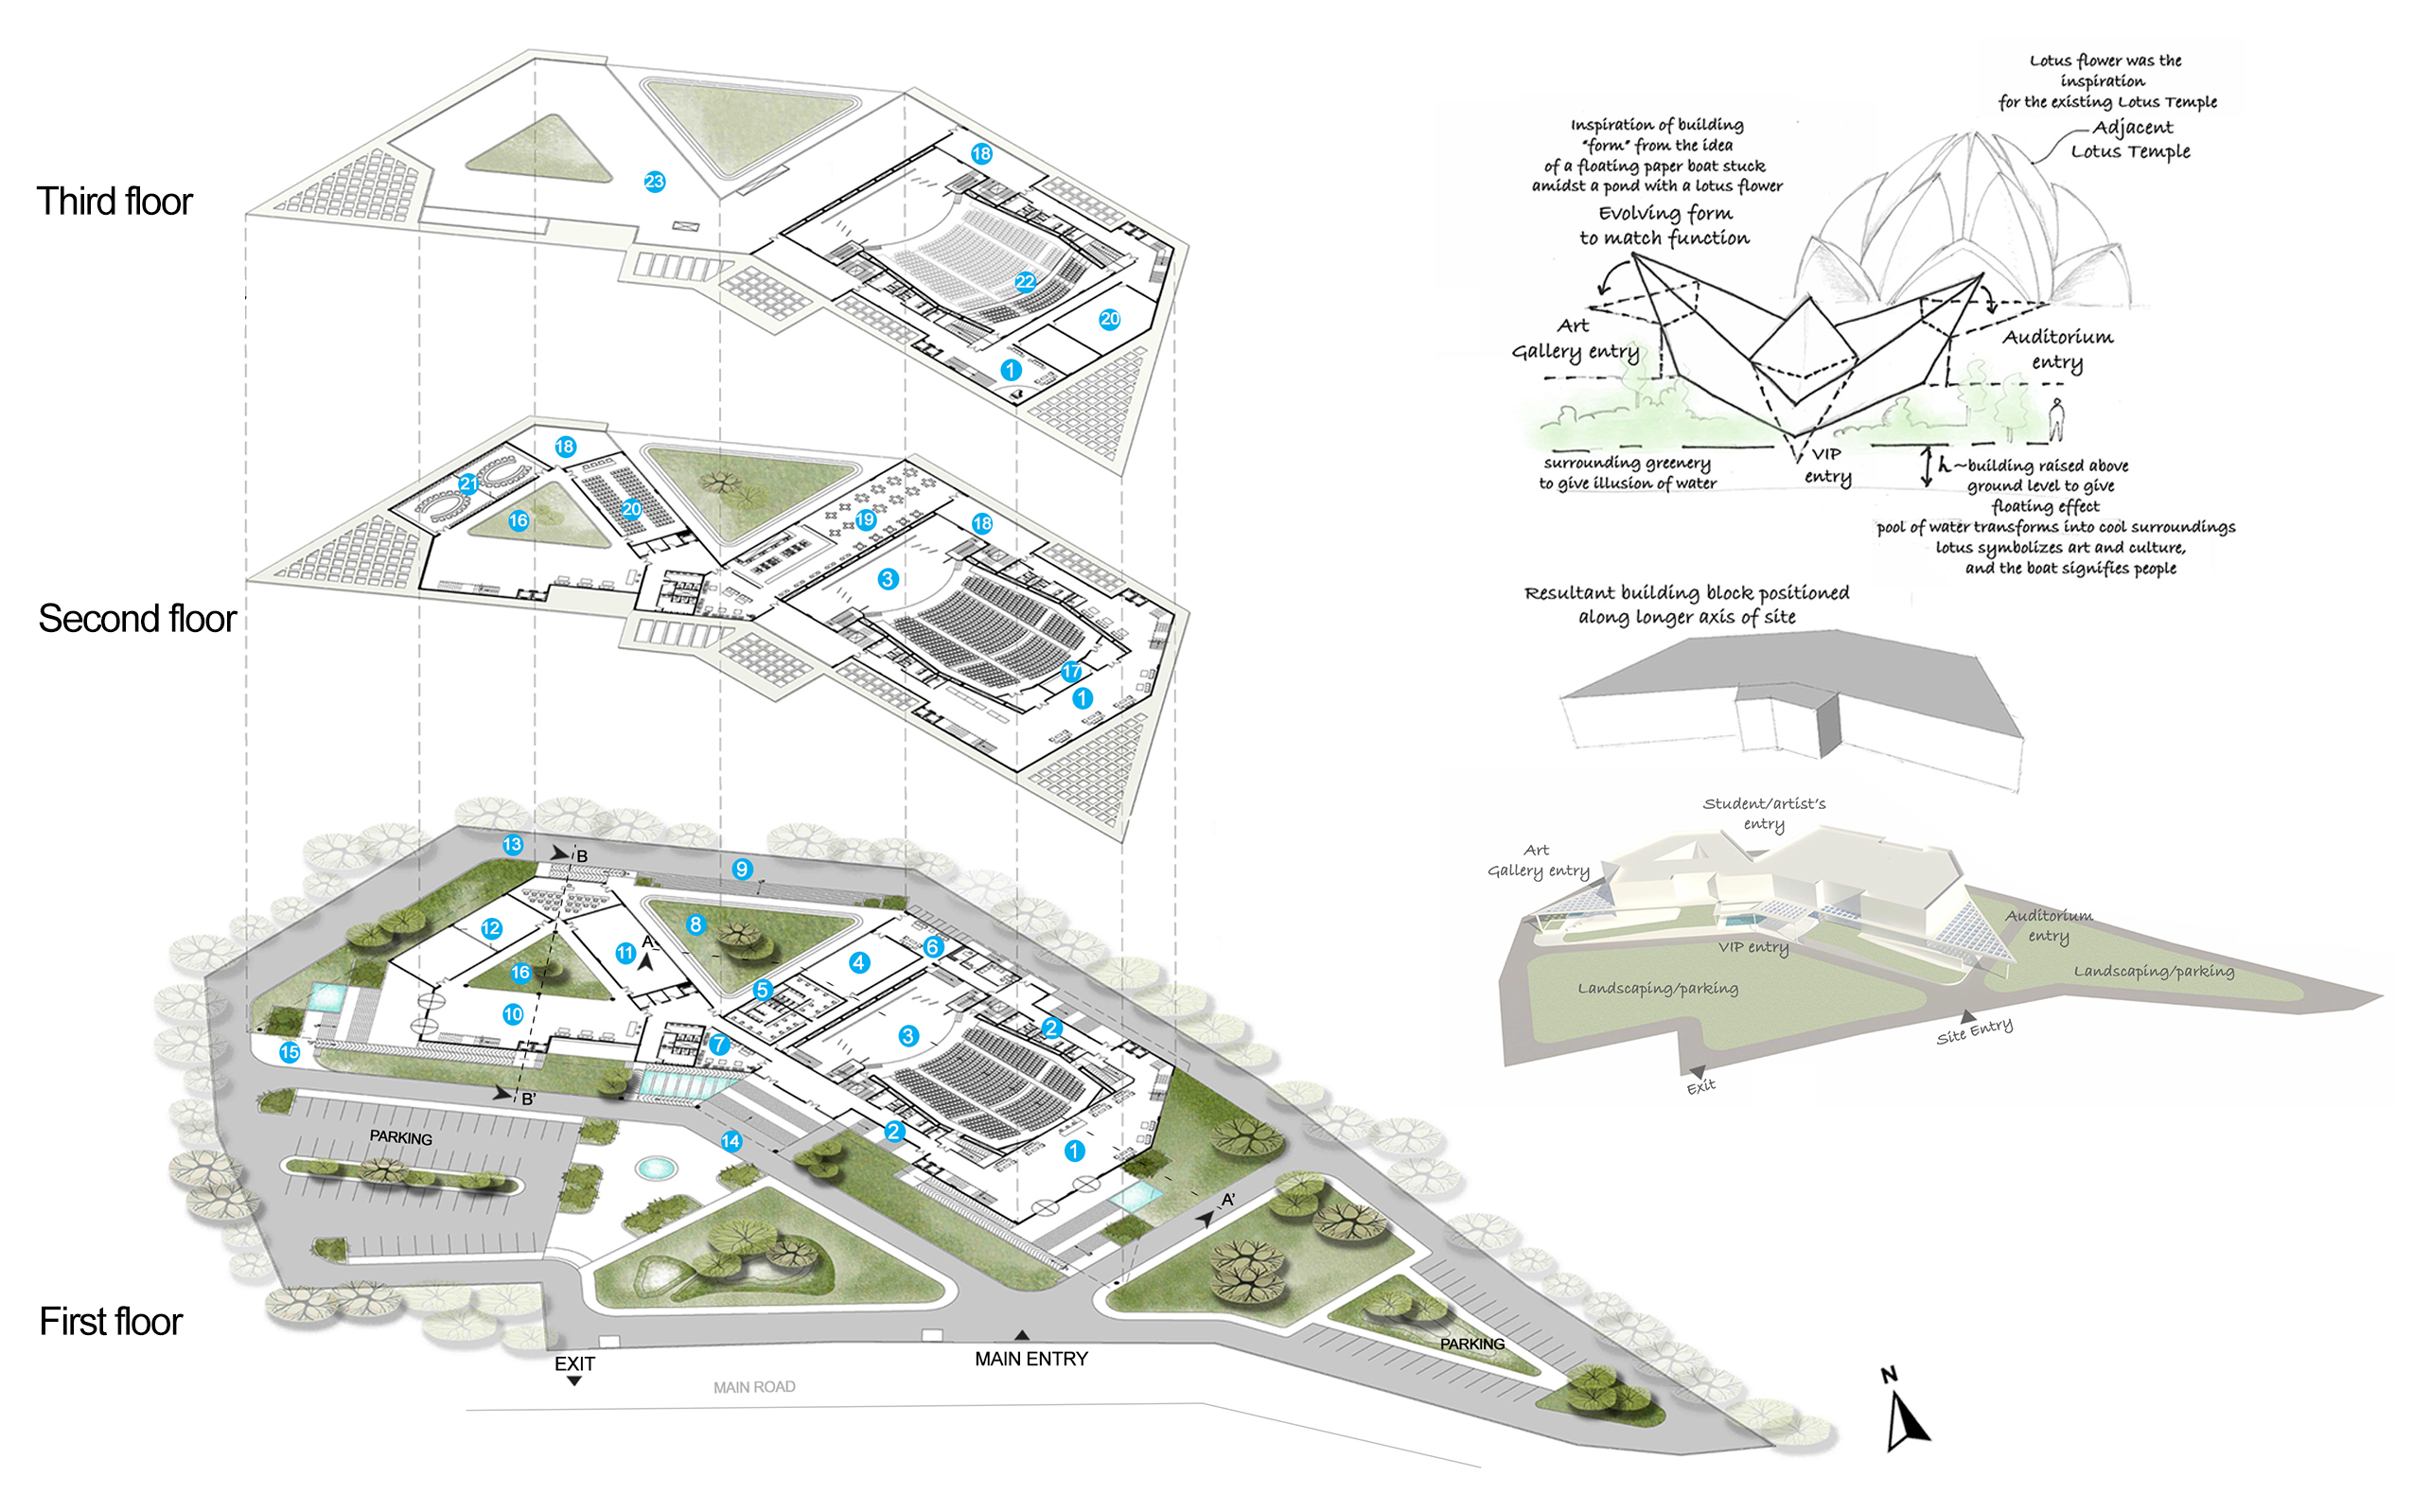 Third floor
18
23
22
20
1
Second floor
18
21
16
20
19
18
3
17
1
First floor
13
B
9
12
11
A
8
6
4
16
5
10
3
2
7
15
B'
14
2
1
A'
PARKING
PARKING
EXIT
MAIN ENTRY
MAIN ROAD
N
Lotus flower was the
inspiration
for the existing Lotus Temple
Adjacent
Lotus Temple
Inspiration of building
"form" from the idea
of a floating paper boat stuck
amidst a pond with a lotus flower
Evolving form
to match function
Art
Gallery entry
Auditorium
entry
VIP
entry
surrounding greenery
to give illusion of water
h~building raised above
ground level to give
floating effect
pool of water transforms into cool surroundings
lotus symbolizes art and culture,
and the boat signifies people
Resultant building block positioned
along longer axis of site
Student/artist's
entry
Art
Gallery entry
Auditorium
entry
VIP entry
Landscaping/parking
Landscaping/parking
Site Entry
Exit